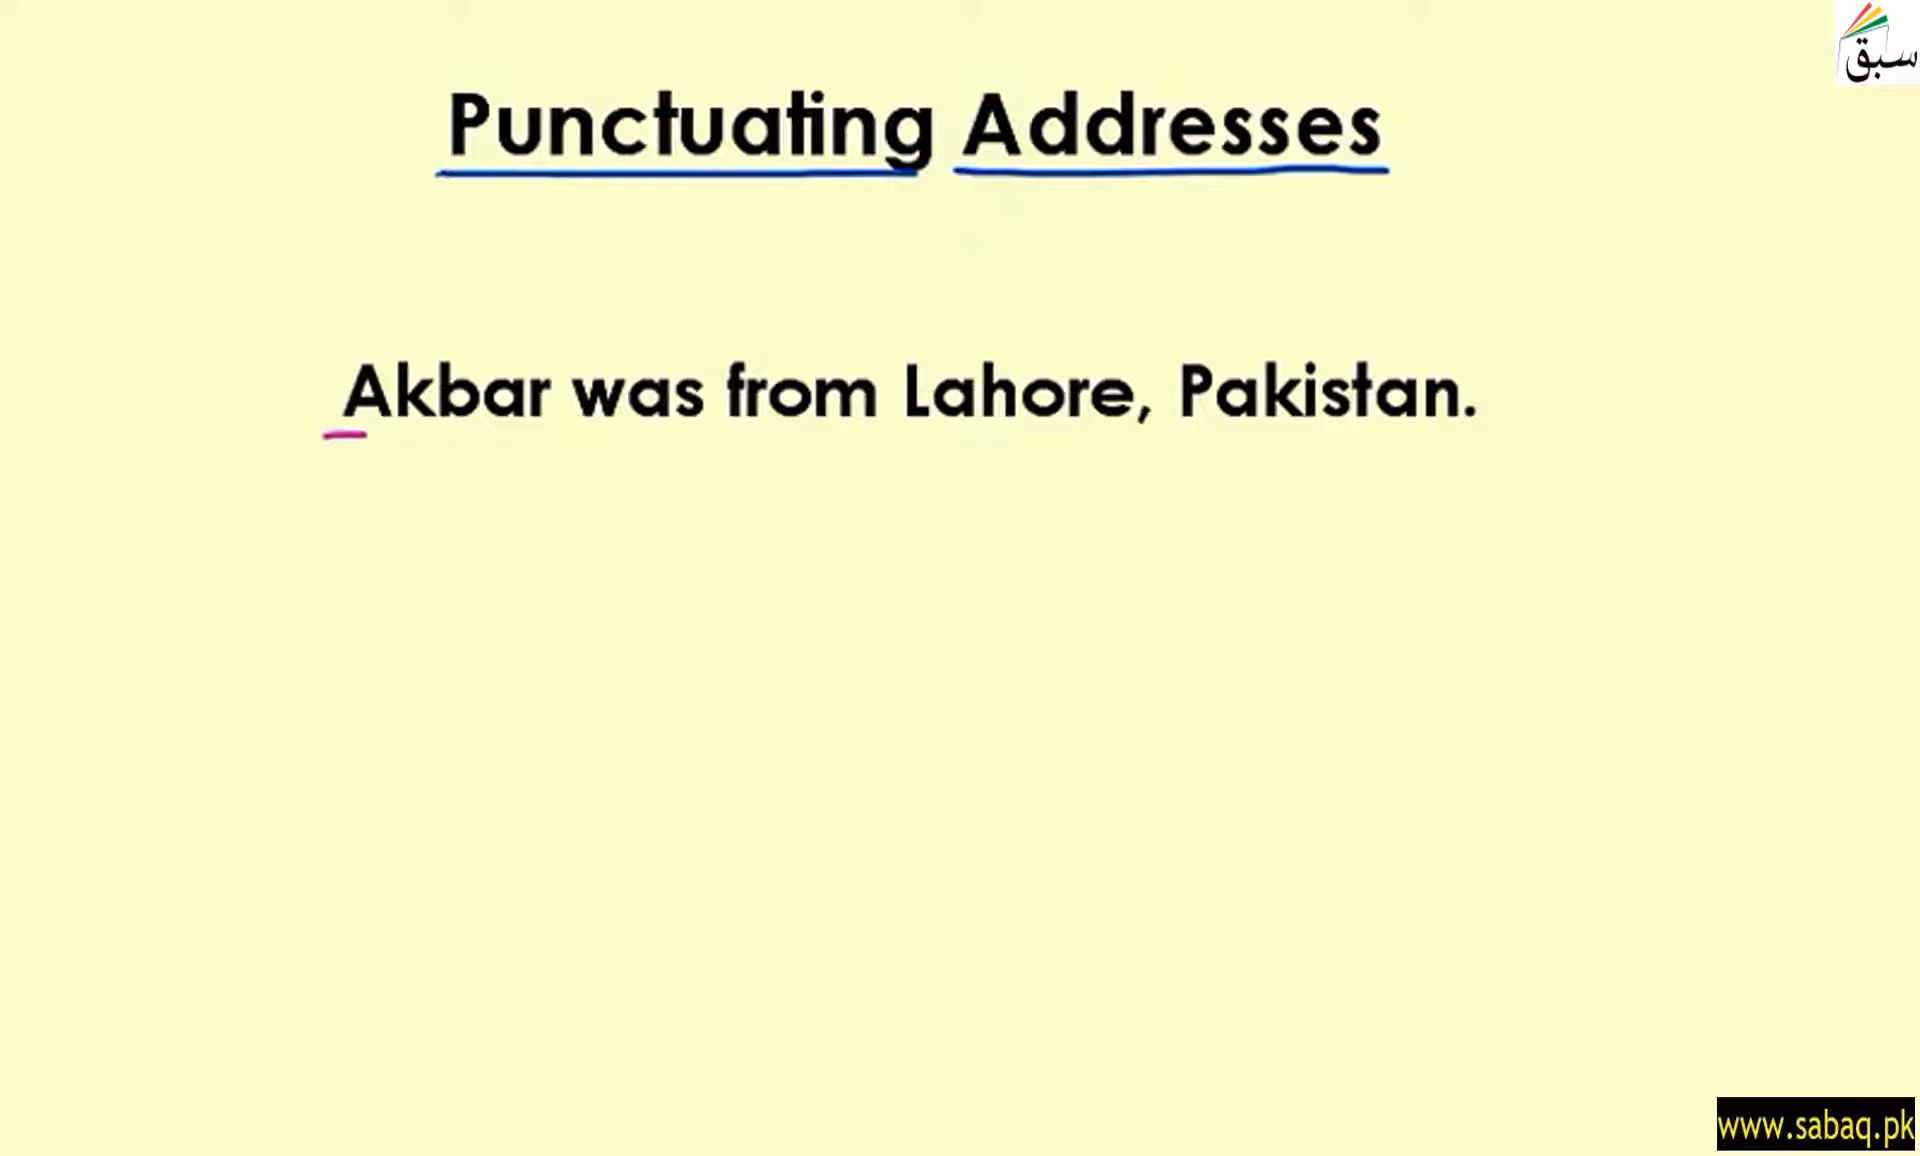 سبق
Punctuating Addresses
Akbar was from Lahore, Pakistan.
www.sabaq.pk